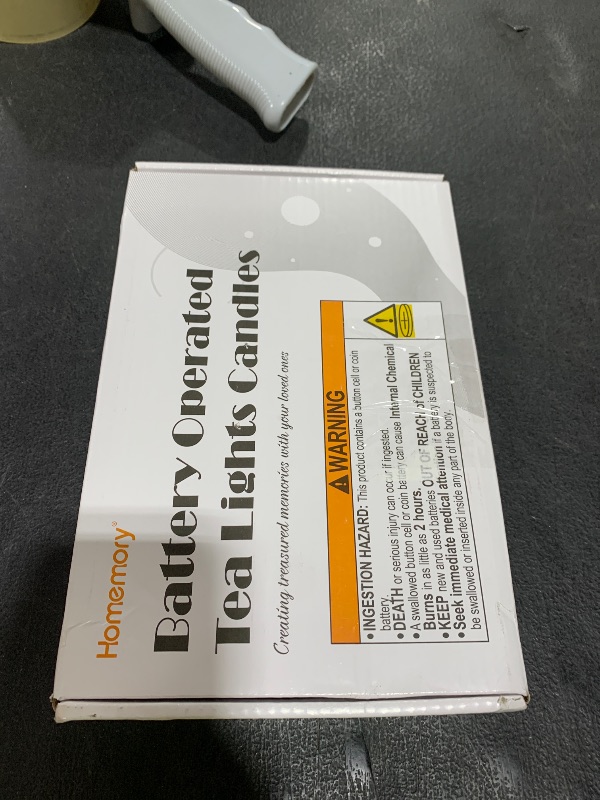 Homemory®
Battery Operated
Tea Lights Candles
Creating treasured memories with your loved ones
WARNING
• INGESTION HAZARD: This product contains a button cell or coin
battery.
• DEATH or serious injury can occur if ingested.
• A swallowed button cell or coin battery can cause Internal Chemical
Burns in as little as 2 hours.
• KEEP new and used batteries OUT OF REACH of CHILDREN
• Seek immediate medical attention if a battery is suspected to
be swallowed or inserted inside any part of the body.